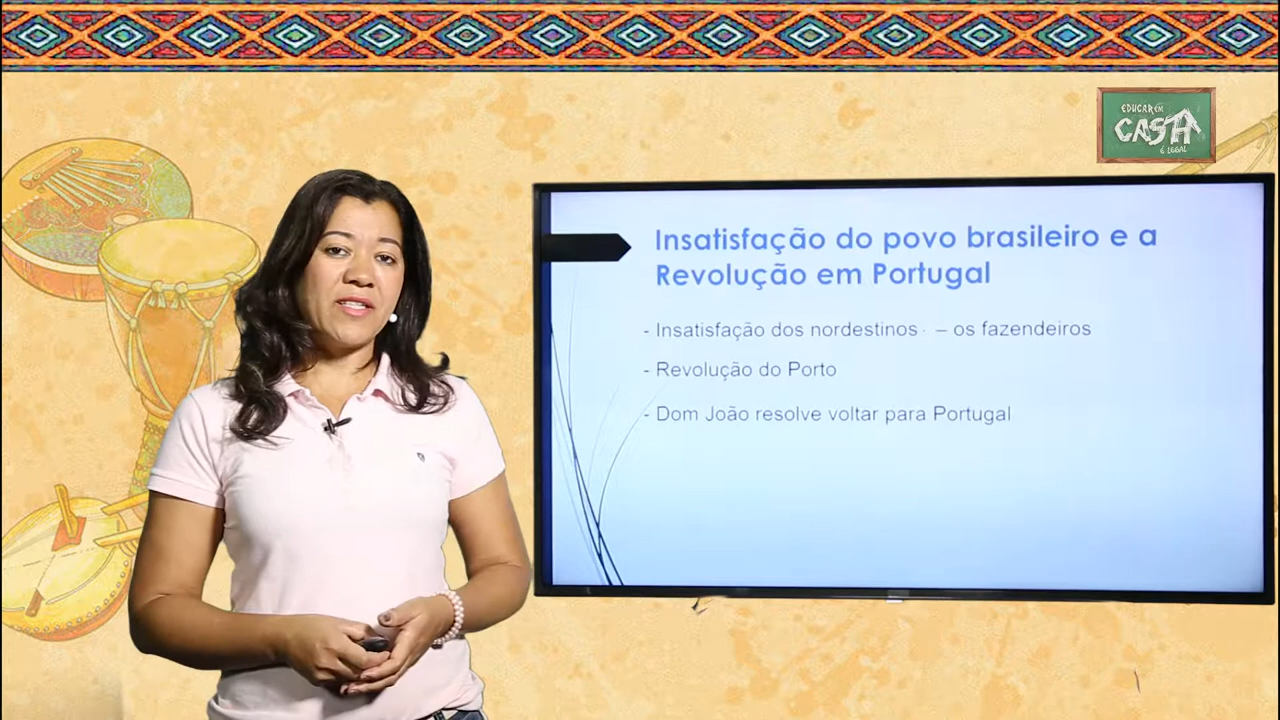 EDUCAR EM
CASA
É LEGAL
Insatisfação do povo brasileiro e a
Revolução em Portugal
- Insatisfação dos nordestinos – os fazendeiros
- Revolução do Porto
- Dom João resolve voltar para Portugal